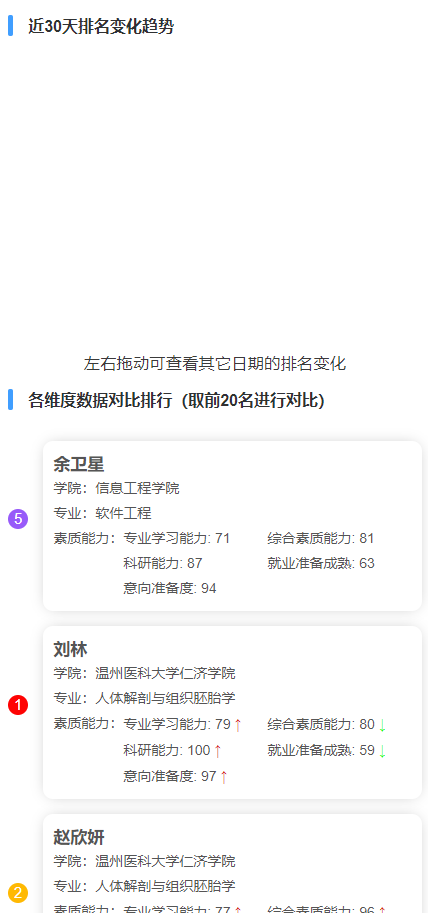 近30天排名变化趋势
左右拖动可查看其它日期的排名变化
各维度数据对比排行（取前20名进行对比）
余卫星
学院：信息工程学院
专业：软件工程
5
素质能力：专业学习能力: 71 综合素质能力: 81
科研能力: 87 就业准备成熟: 63
意向准备度: 94
刘林
学院：温州医科大学仁济学院
专业：人体解剖与组织胚胎学
1
素质能力：专业学习能力: 79↑ 综合素质能力: 80↓
科研能力: 100↑ 就业准备成熟: 59↓
意向准备度: 97↑
赵欣妍
学院：温州医科大学仁济学院
专业：人体解剖与组织胚胎学
2
素质能力：专业学习能力: 77↑ 综合素质能力: 96↑